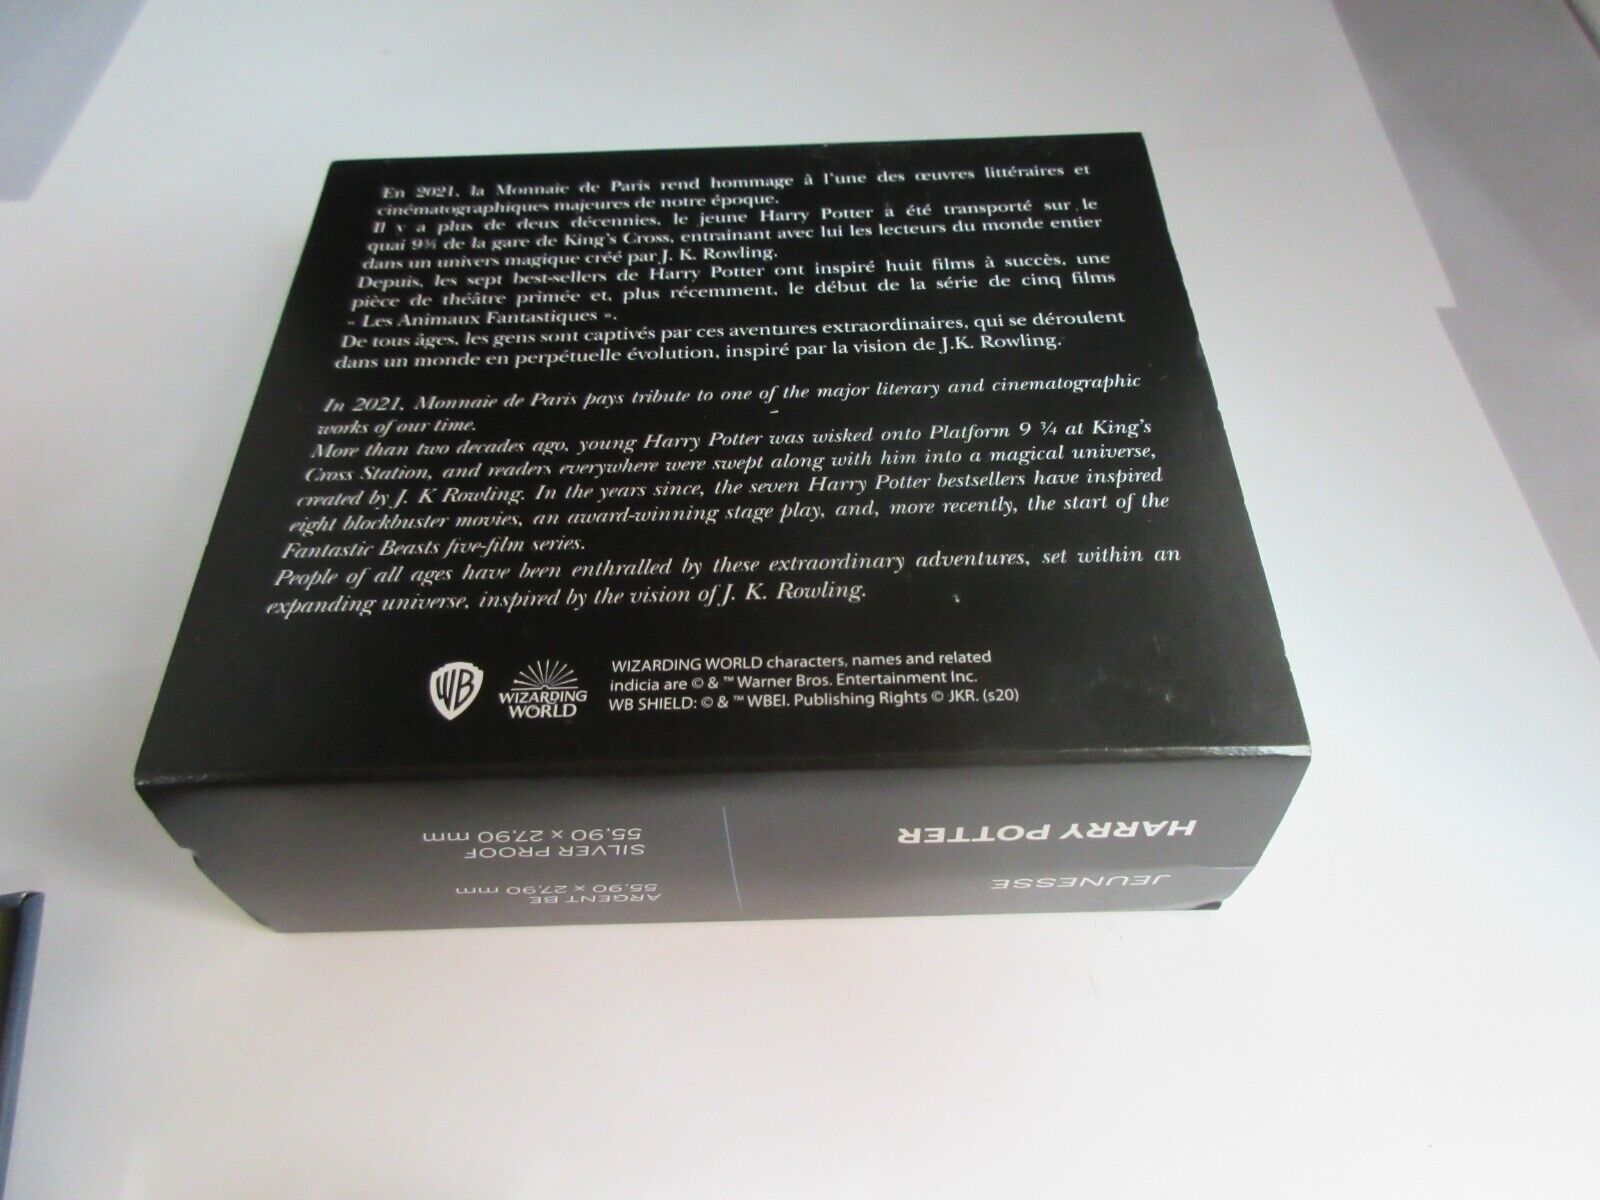 En 2021, la Monnaie de Paris rend hommage à l'une des œuvres littéraires et
cinématographiques majeures de notre époque.
Il y a plus de deux décennies, le jeune Harry Potter a été transporté sur le
quai 9¾ de la gare de King's Cross, entrainant avec lui les lecteurs du monde entier
dans un univers magique créé par J. K. Rowling.
Depuis, les sept best-sellers de Harry Potter ont inspiré huit films à succès, une
pièce de théâtre primée et, plus récemment, le début de la série de cinq films
« Les Animaux Fantastiques ».
De tous âges, les gens sont captivés par ces aventures extraordinaires, qui se déroulent
dans un monde en perpétuelle évolution, inspiré par la vision de J.K. Rowling.
In 2021, Monnaie de Paris pays tribute to one of the major literary and cinematographic
works of our time.
More than two decades ago, young Harry Potter was wisked onto Platform 9 ¾ at King's
Cross Station, and readers everywhere were swept along with him into a magical universe,
created by J. K Rowling. In the years since, the seven Harry Potter bestsellers have inspired
eight blockbuster movies, an award-winning stage play, and, more recently, the start of the
Fantastic Beasts five-film series.
People of all ages have been enthralled by these extraordinary adventures, set within an
expanding universe, inspired by the vision of J. K. Rowling.
WB
WIZARDING
WORLD
WIZARDING WORLD characters, names and related
indicia are © & ™ Warner Bros. Entertainment Inc.
WB SHIELD: © & ™ WBEI. Publishing Rights © JKR. (s20)
JEUNESSE
HARRY POTTER
ARGENT BE
55,90 x 27,90 mm
SILVER PROOF
55,90 x 27,90 mm